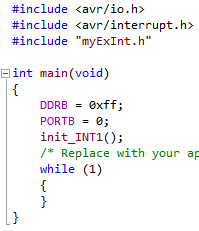 #include <avr/io.h>
#include <avr/interrupt.h>
#include "myExInt.h"
int main(void)
{
DDRB = 0xff;
PORTB = 0;
init_INT1();
/* Replace with your ap
while (1)
{
}
}